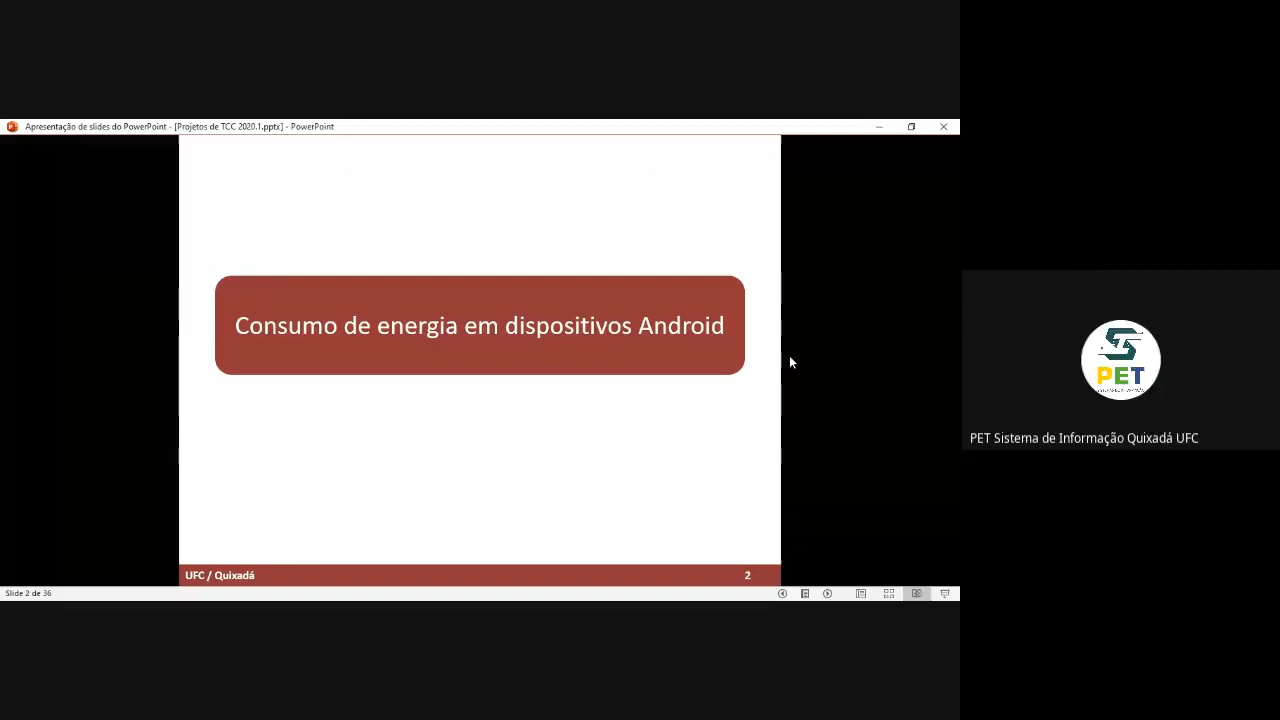 Apresentação de slides do PowerPoint - [Projetos de TCC 2020.1.pptx] - PowerPoint
Consumo de energia em dispositivos Android
UFC / Quixadá
2
Slide 2 de 36
PET
PET Sistema de Informação Quixadá UFC